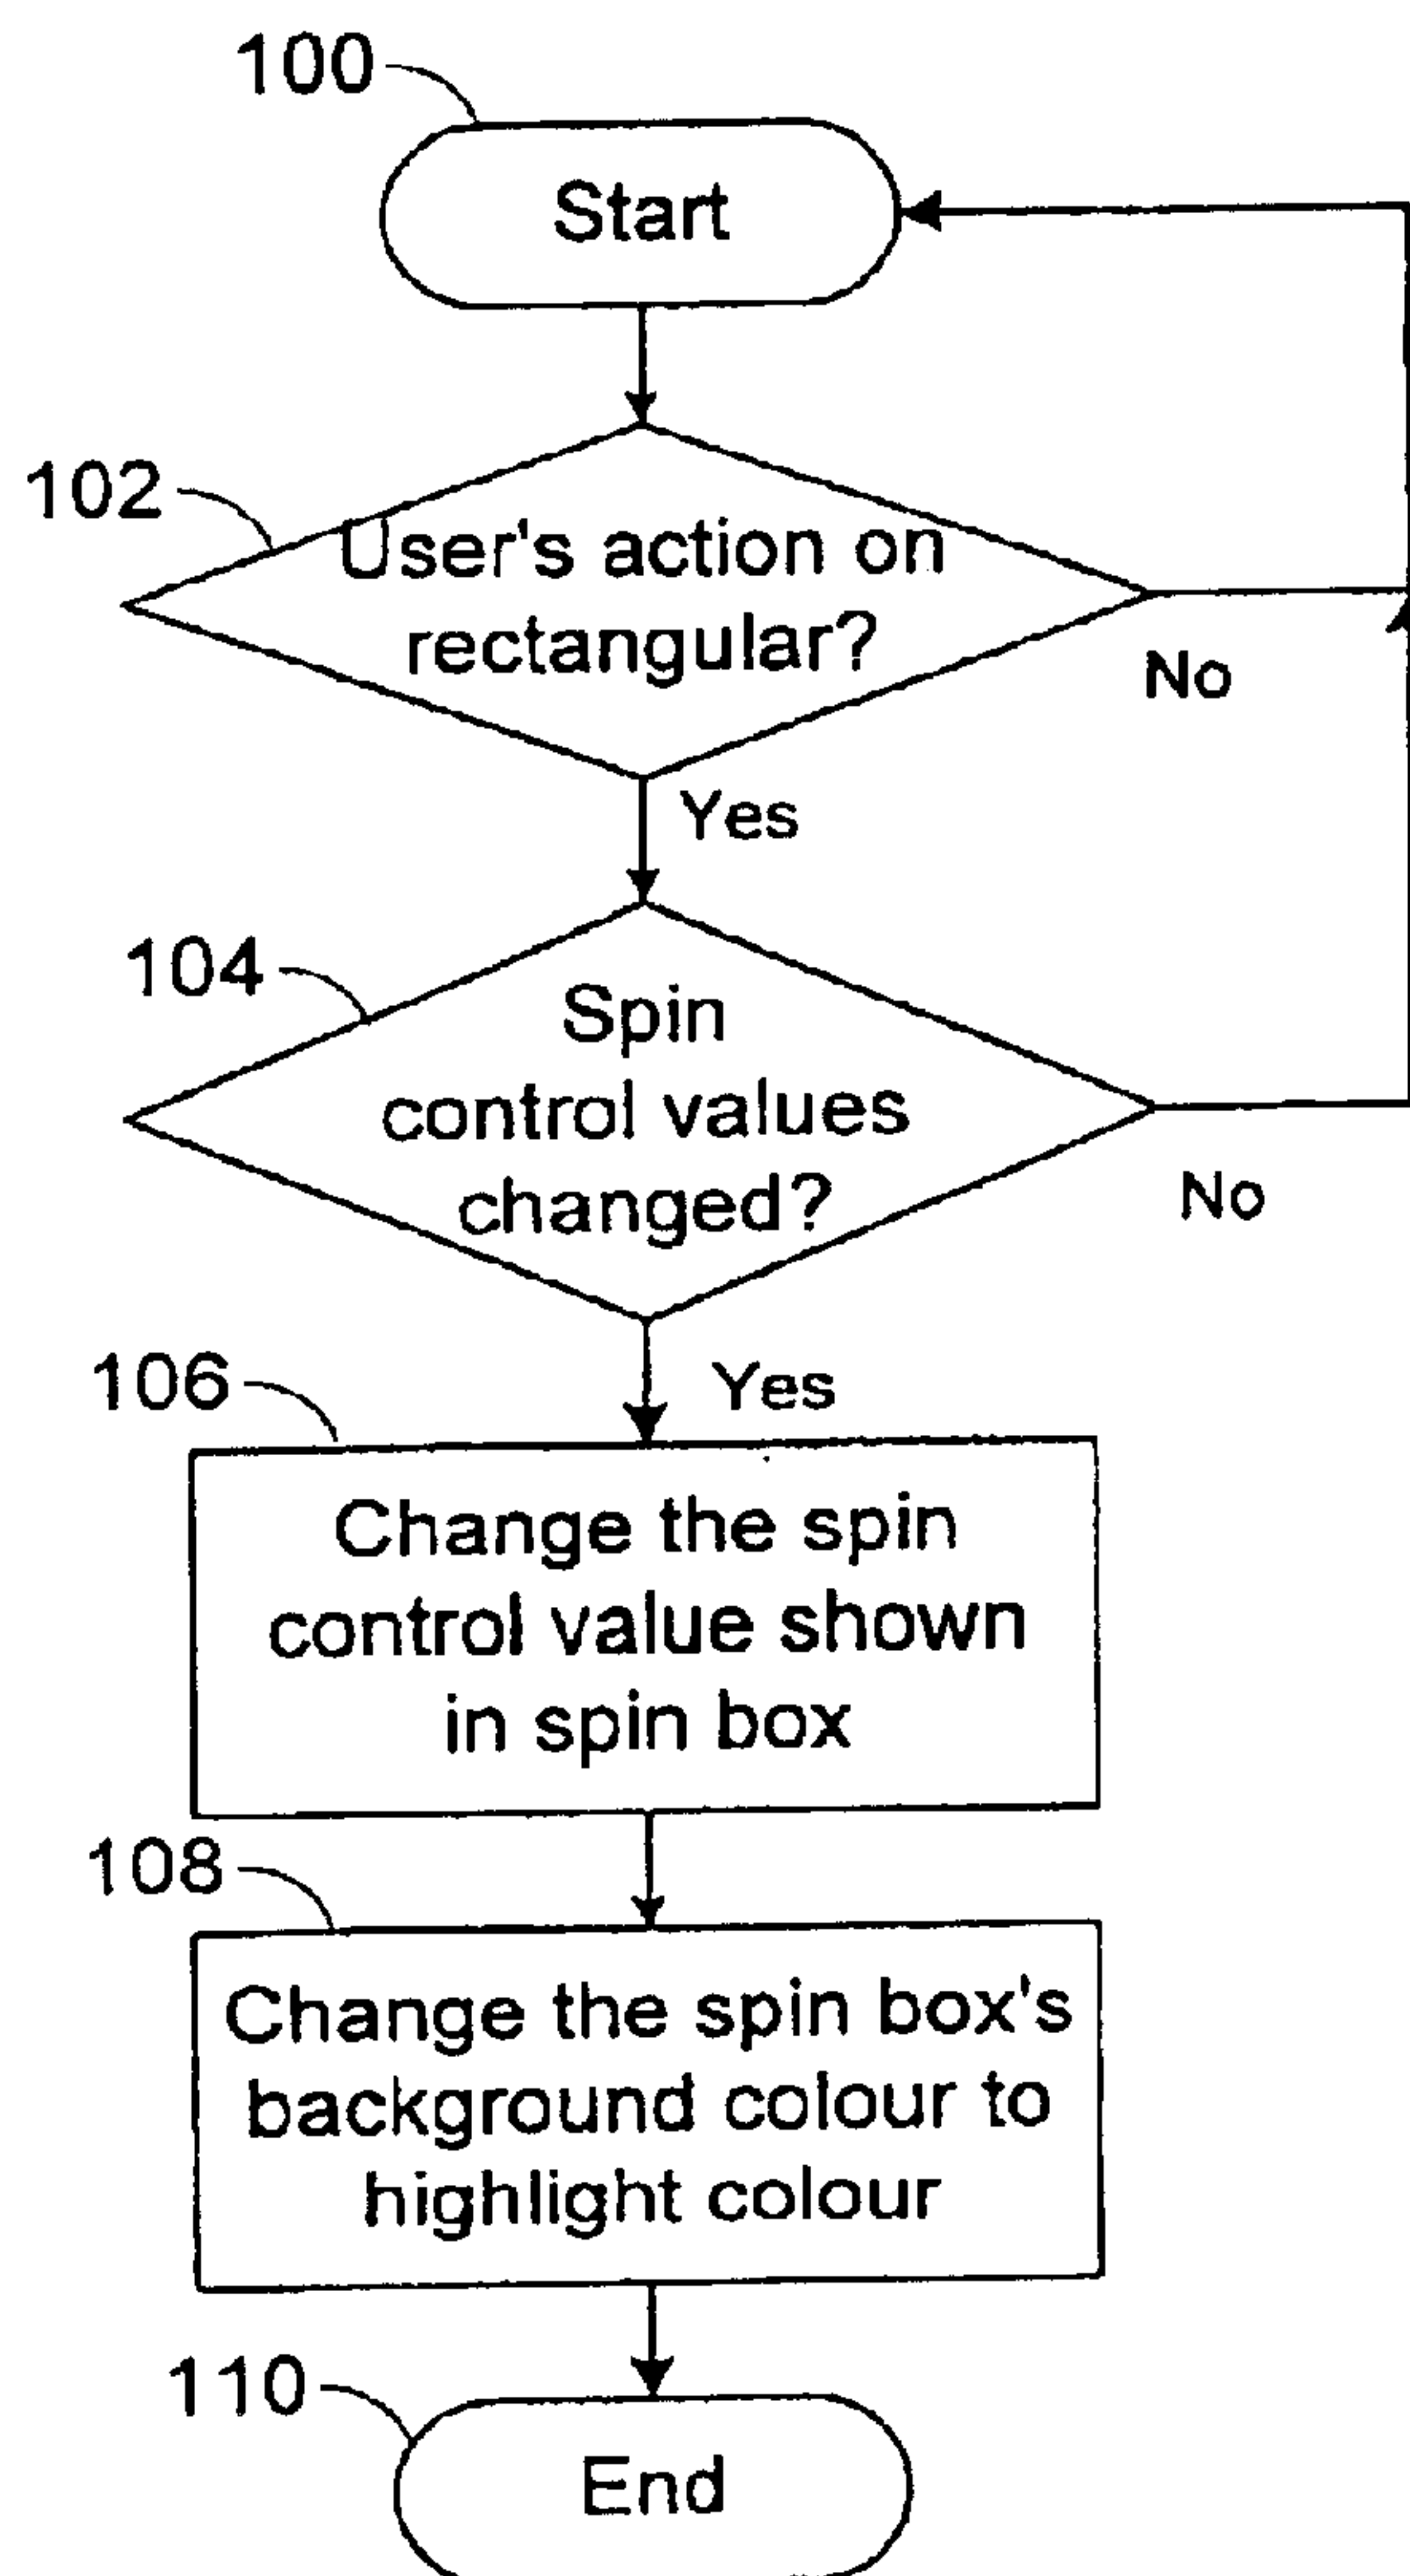 100
Start
102
User's action on
rectangular?
No
Yes
104
Spin
control values
changed?
No
Yes
106
Change the spin
control value shown
in spin box
108
Change the spin box's
background colour to
highlight colour
110
End